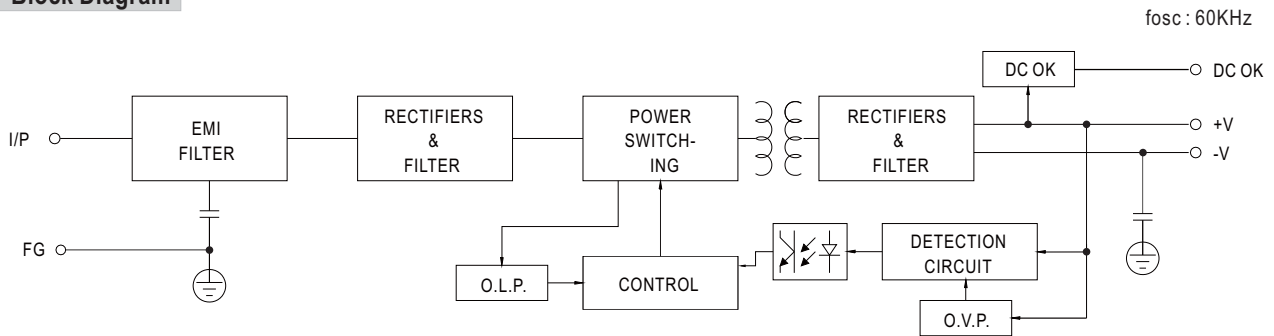 Block Diagram
fosc : 60KHz
DC OK
DC OK
I/P
EMI
FILTER
RECTIFIERS
&
FILTER
POWER
SWITCH-
ING
RECTIFIERS
&
FILTER
+V
-V
FG
O.L.P.
CONTROL
DETECTION
CIRCUIT
O.V.P.